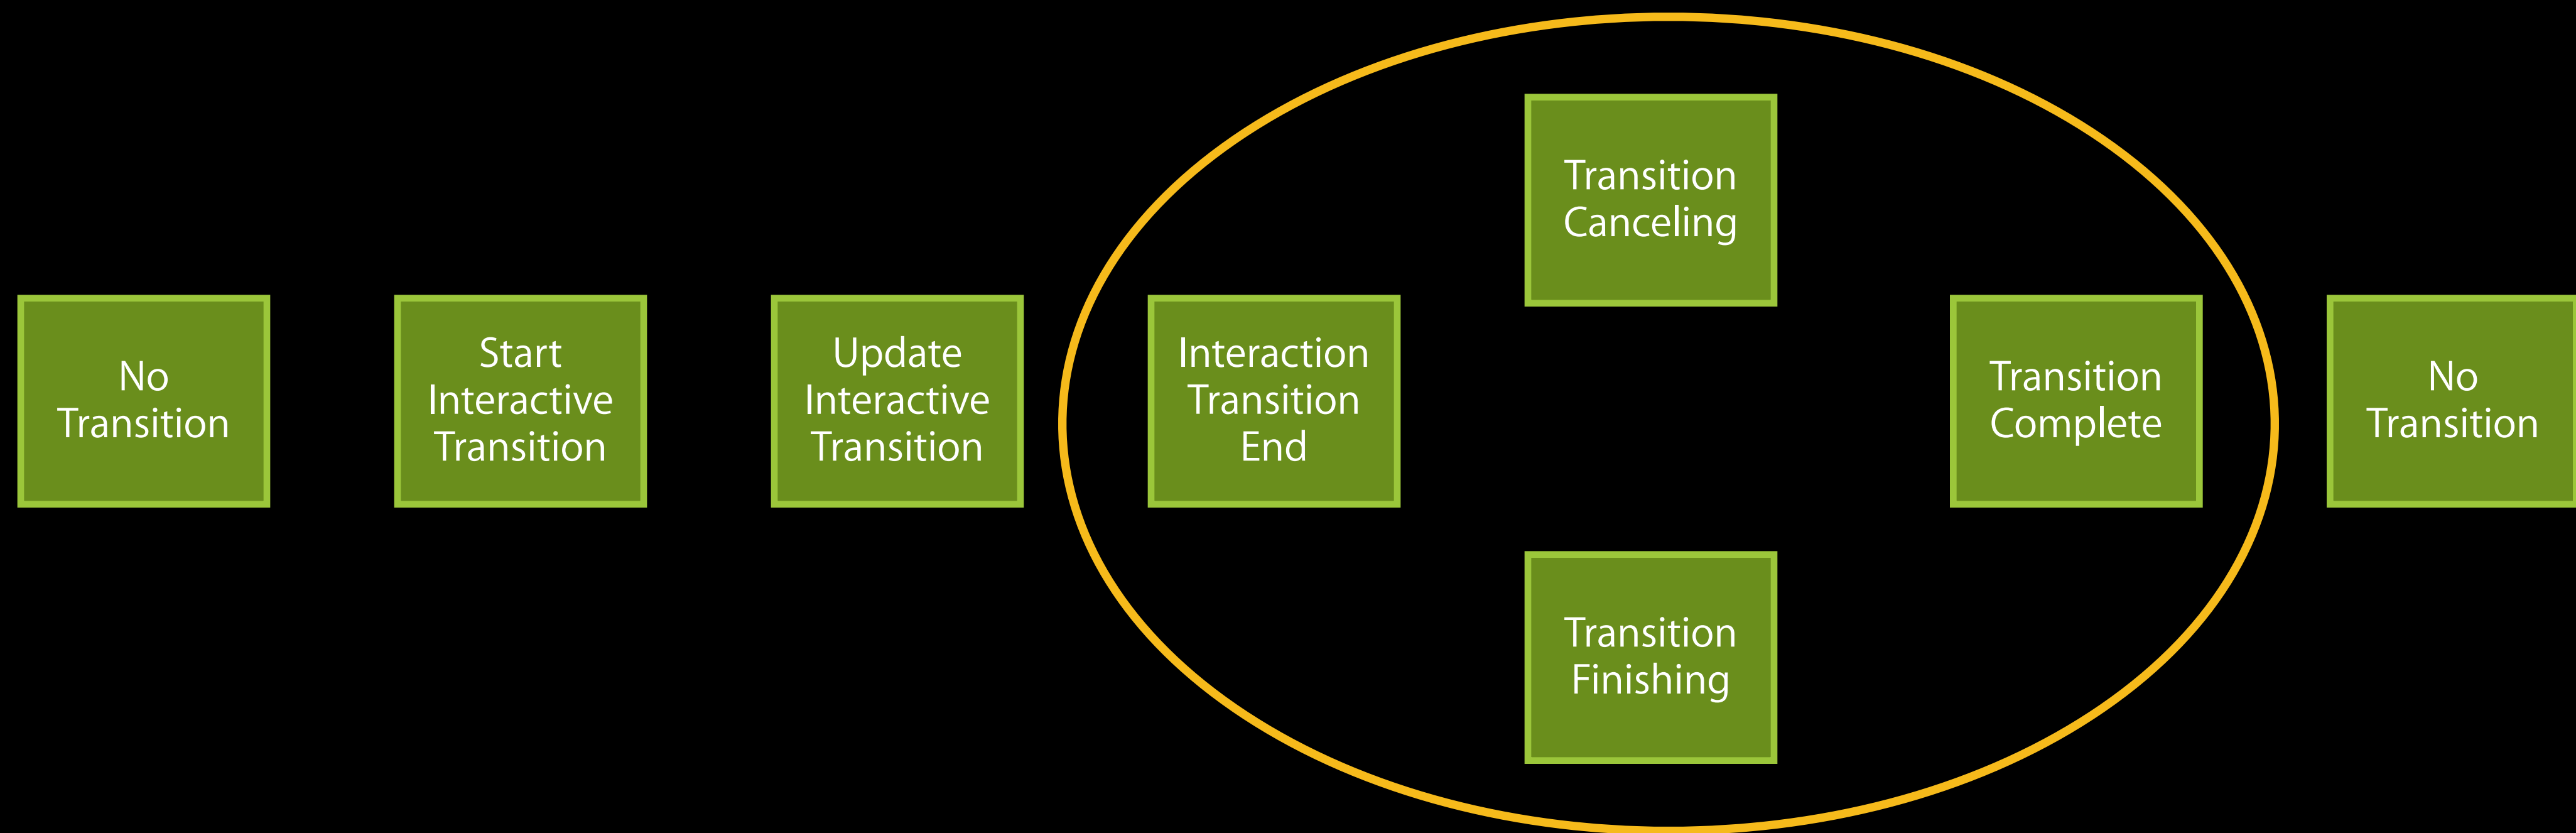 No
Transition
Start
Interactive
Transition
Update
Interactive
Transition
Interaction
Transition
End
Transition
Canceling
Transition
Finishing
Transition
Complete
No
Transition